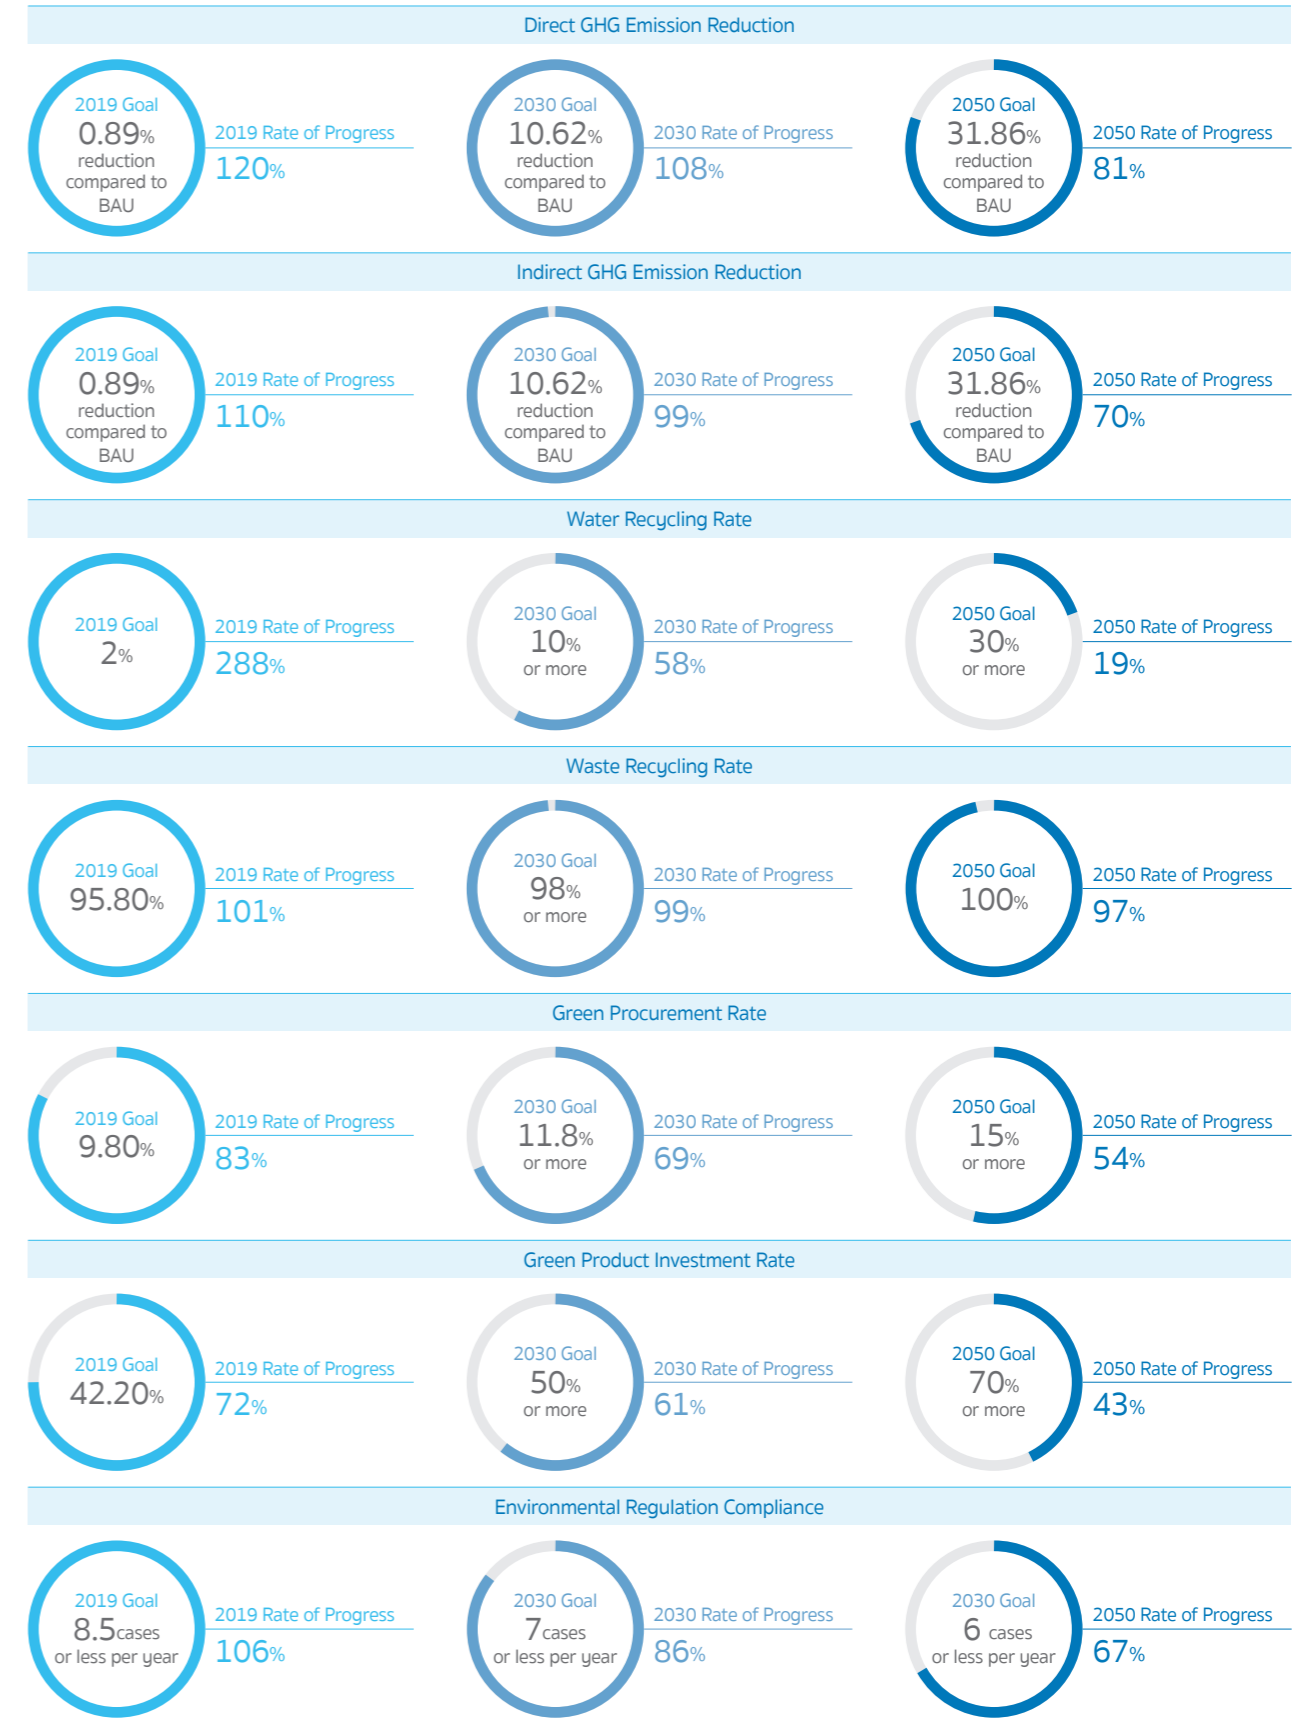 Direct GHG Emission Reduction
2019 Goal
0.89%
reduction
compared to
BAU
2019 Rate of Progress
120%
2030 Goal
10.62%
reduction
compared to
BAU
2030 Rate of Progress
108%
2050 Goal
31.86%
reduction
compared to
BAU
2050 Rate of Progress
81%
Indirect GHG Emission Reduction
2019 Goal
0.89%
reduction
compared to
BAU
2019 Rate of Progress
110%
2030 Goal
10.62%
reduction
compared to
BAU
2030 Rate of Progress
99%
2050 Goal
31.86%
reduction
compared to
BAU
2050 Rate of Progress
70%
Water Recycling Rate
2019 Goal
2%
2019 Rate of Progress
288%
2030 Goal
10%
or more
2030 Rate of Progress
58%
2050 Goal
30%
or more
2050 Rate of Progress
19%
Waste Recycling Rate
2019 Goal
95.80%
2019 Rate of Progress
101%
2030 Goal
98%
or more
2030 Rate of Progress
99%
2050 Goal
100%
2050 Rate of Progress
97%
Green Procurement Rate
2019 Goal
9.80%
2019 Rate of Progress
83%
2030 Goal
11.8%
or more
2030 Rate of Progress
69%
2050 Goal
15%
or more
2050 Rate of Progress
54%
Green Product Investment Rate
2019 Goal
42.20%
2019 Rate of Progress
72%
2030 Goal
50%
or more
2030 Rate of Progress
61%
2050 Goal
70%
or more
2050 Rate of Progress
43%
Environmental Regulation Compliance
2019 Goal
8.5cases
or less per year
2019 Rate of Progress
106%
2030 Goal
7cases
or less per year
2030 Rate of Progress
86%
2030 Goal
6 cases
or less per year
2050 Rate of Progress
67%